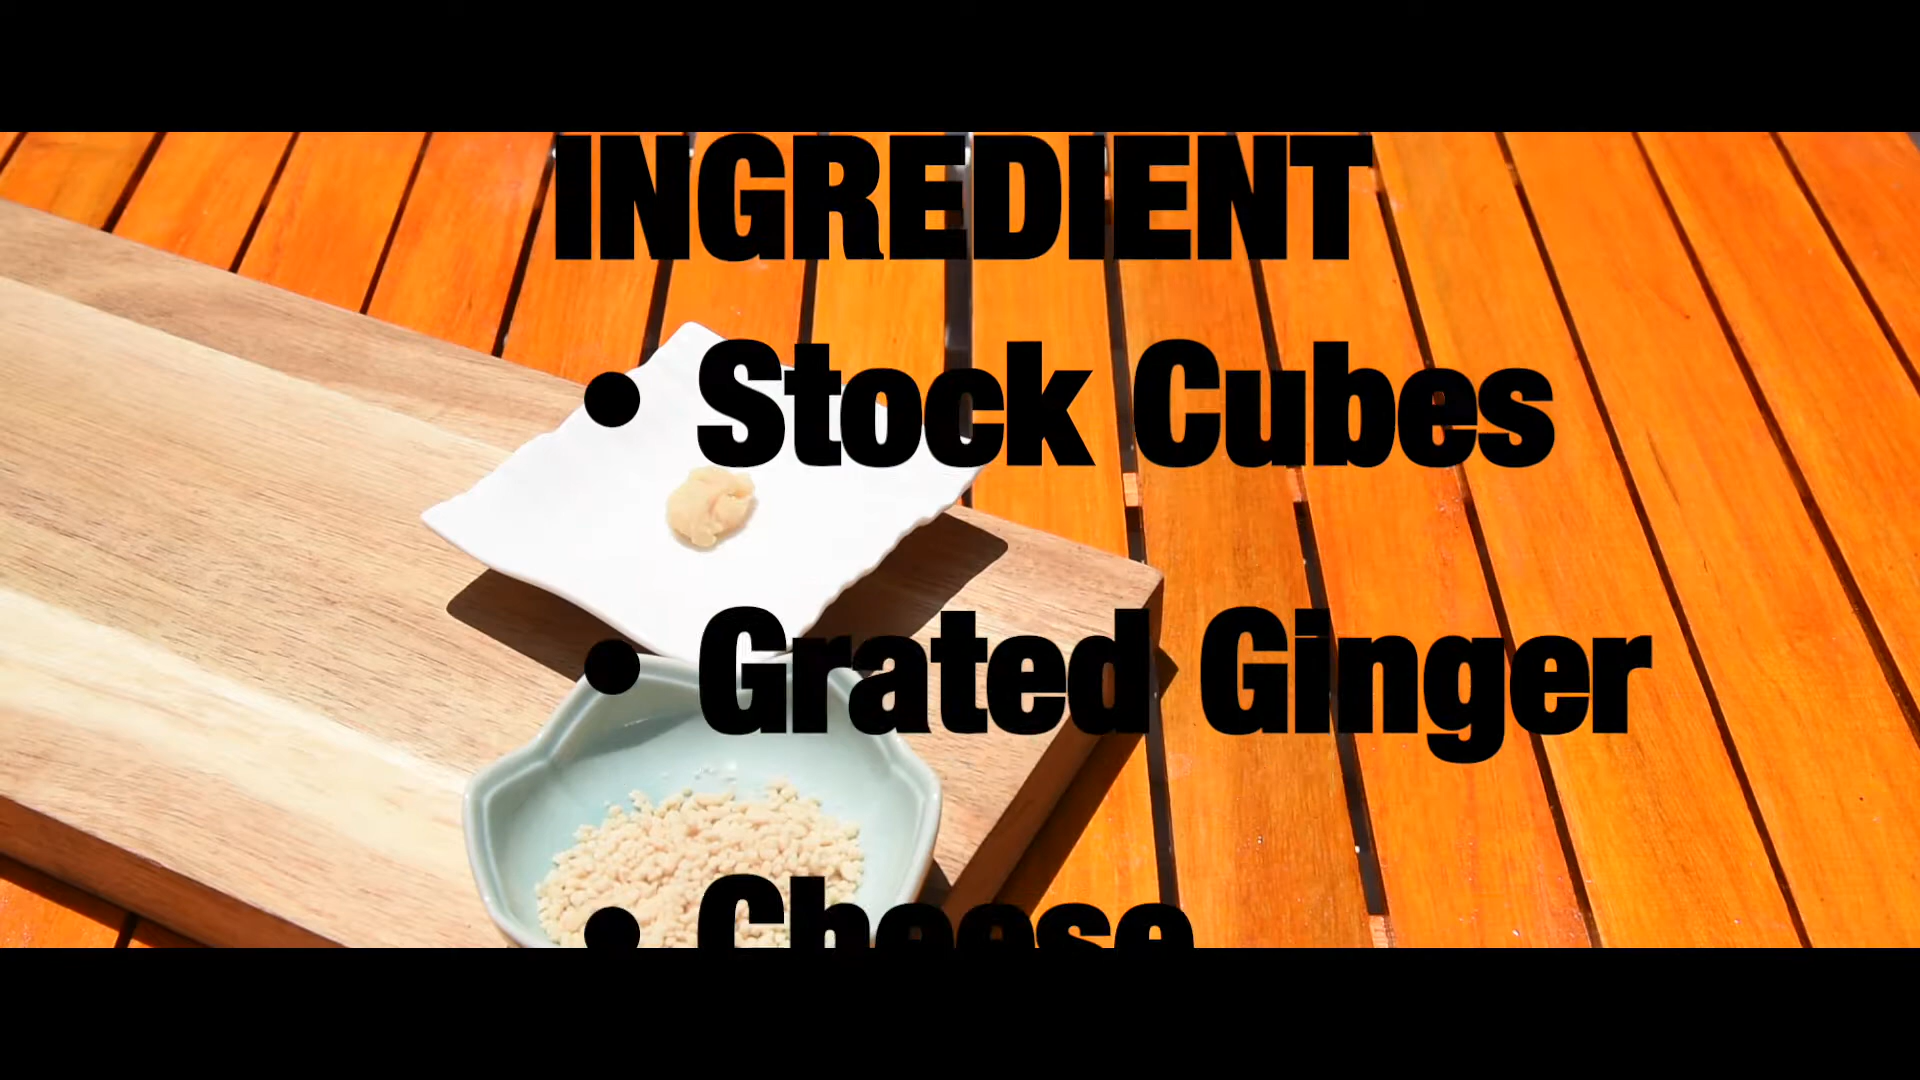 INGREDIENT
• Stock Cubes
• Grated Ginger
• Cheese